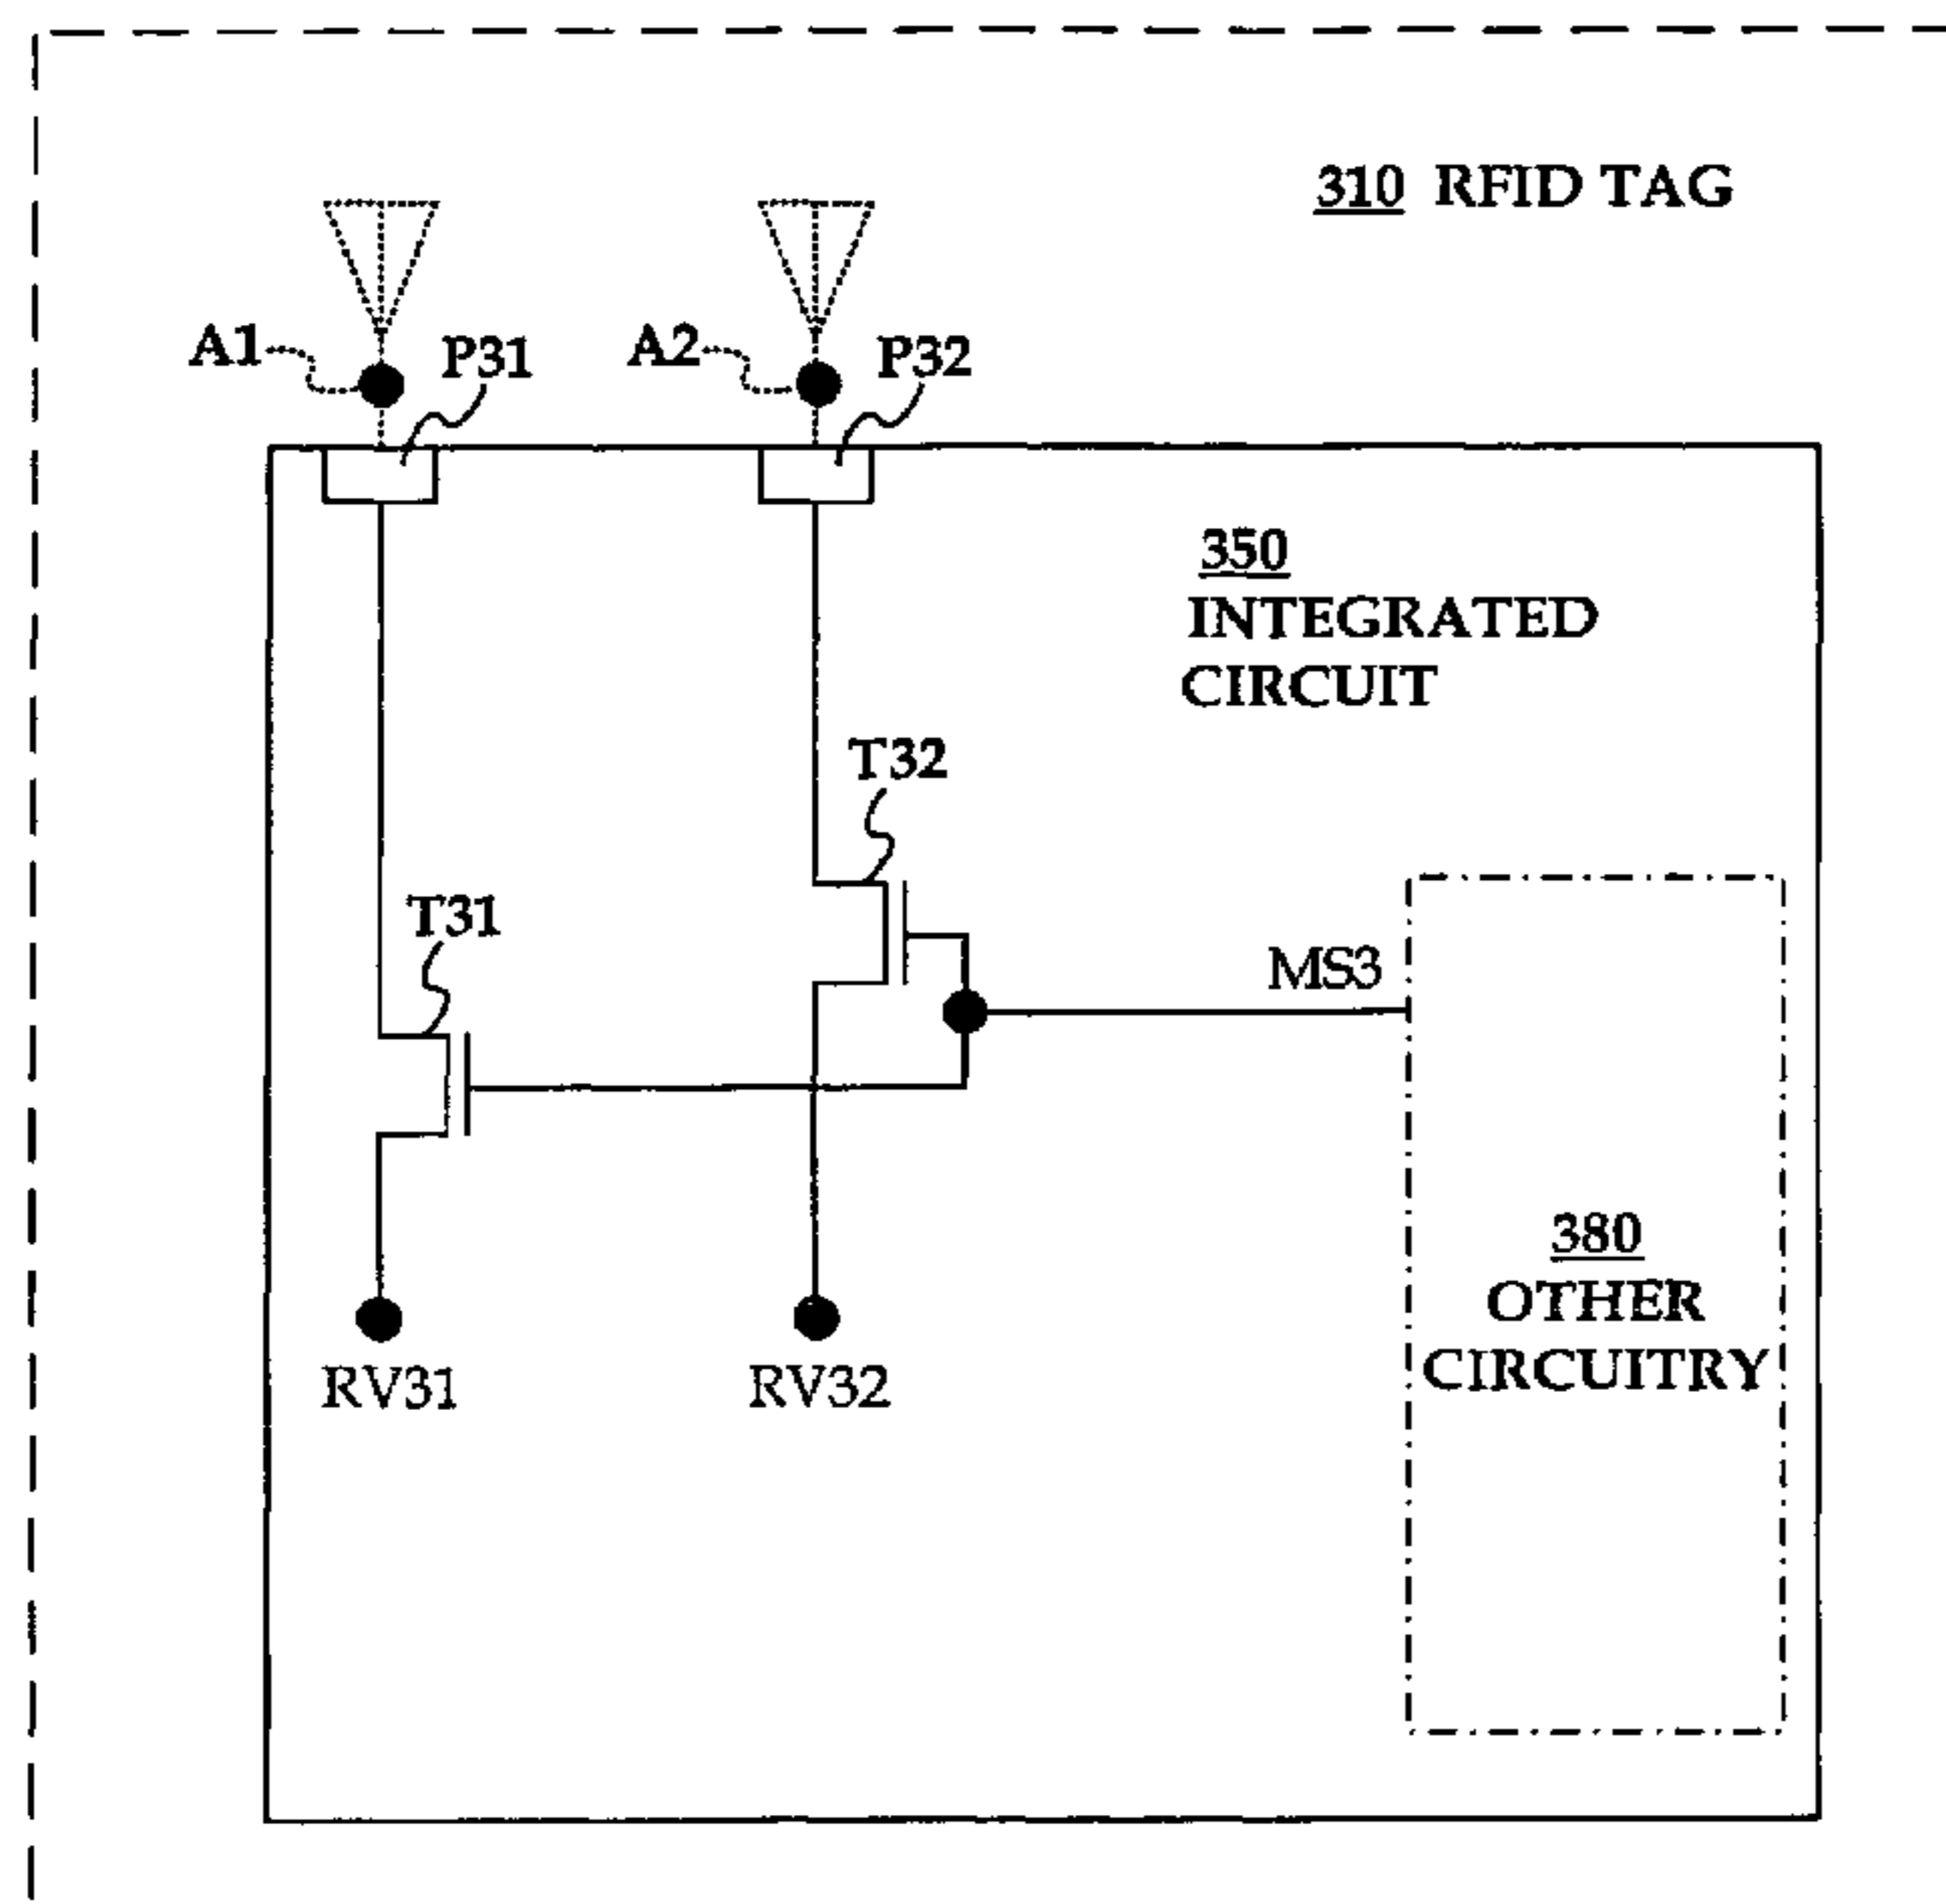 310 RFID TAG
A1
P31
A2
P32
350
INTEGRATED
CIRCUIT
T32
T31
MS3
380
OTHER
CIRCUITRY
RV31
RV32